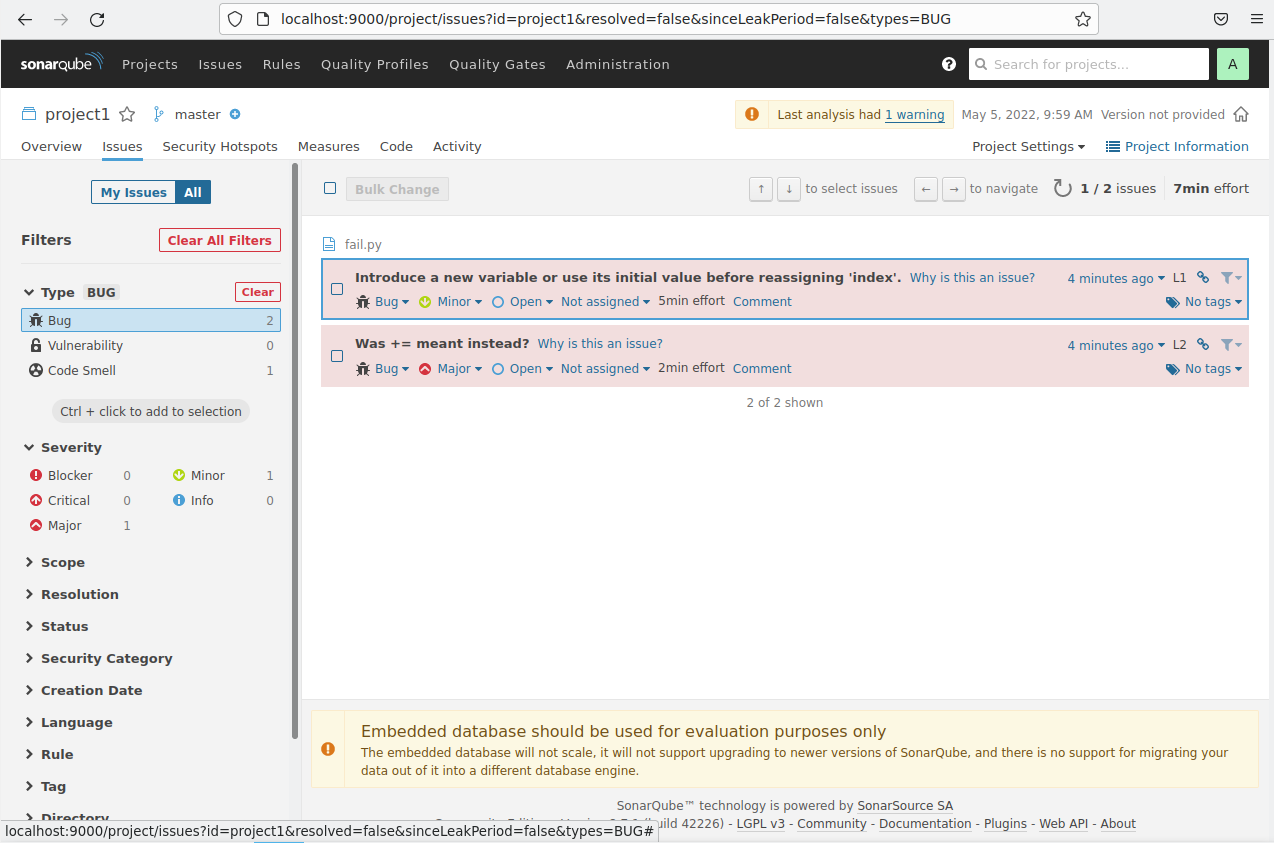 localhost:9000/project/issues?id=project1&resolved=false&sinceLeakPeriod=false&types=BUG
sonarqube Projects Issues Rules Quality Profiles Quality Gates Administration Search for projects... A
project1 master Last analysis had 1 warning May 5, 2022, 9:59 AM Version not provided
Overview Issues Security Hotspots Measures Code Activity Project Settings Project Information
My Issues All
Bulk Change ↑ ↓ to select issues ← → to navigate 1 / 2 issues 7min effort
Filters Clear All Filters
Type BUG Clear
Bug 2
Vulnerability 0
Code Smell 1
Ctrl + click to add to selection
Severity
Blocker 0 Minor 1
Critical 0 Info 0
Major 1
Scope
Resolution
Status
Security Category
Creation Date
Language
Rule
Tag
Directory
fail.py
Introduce a new variable or use its initial value before reassigning 'index'. Why is this an issue? 4 minutes ago L1
Bug Minor Open Not assigned 5min effort Comment No tags
Was += meant instead? Why is this an issue? 4 minutes ago L2
Bug Major Open Not assigned 2min effort Comment No tags
2 of 2 shown
Embedded database should be used for evaluation purposes only
The embedded database will not scale, it will not support upgrading to newer versions of SonarQube, and there is no support for migrating your
data out of it into a different database engine.
SonarQube™ technology is powered by SonarSource SA
42226) - LGPL v3 - Community - Documentation - Plugins - Web API - About
localhost:9000/project/issues?id=project1&resolved=false&sinceLeakPeriod=false&types=BUG#